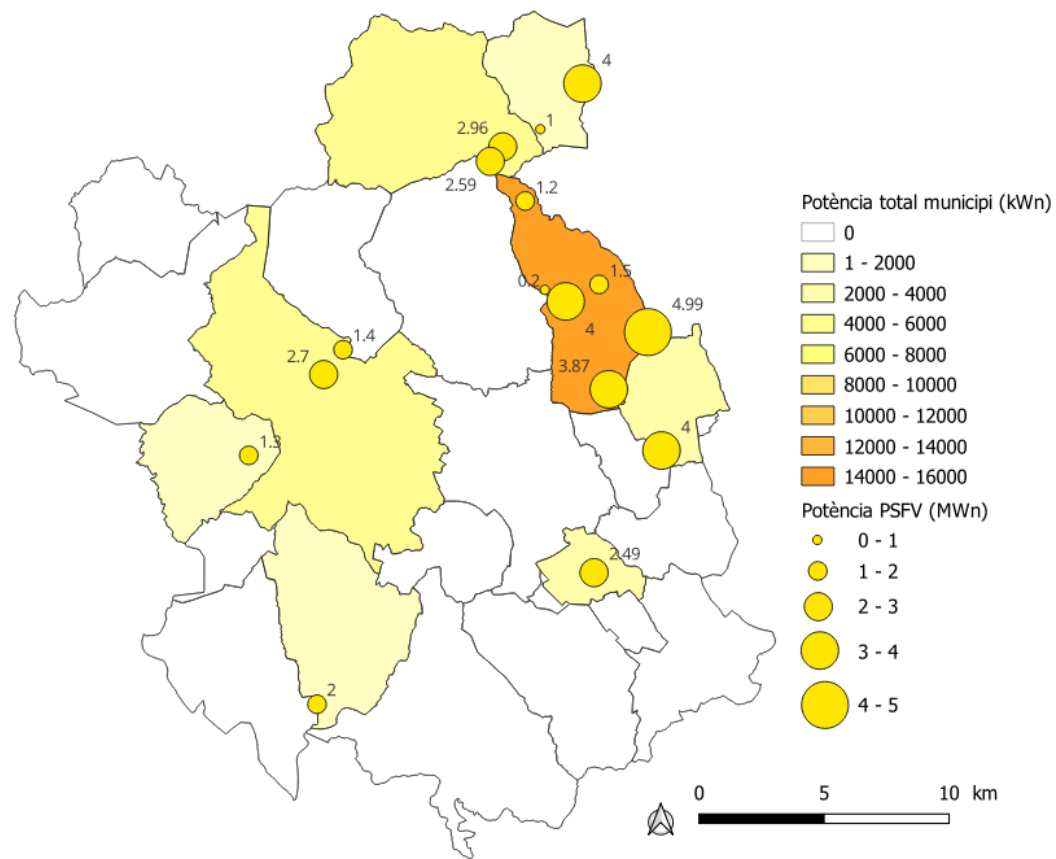 4
1
2.96
2.59
1.2
0.2
1.5
4
4.99
3.87
1.4
2.7
4
1.3
2.49
2
Potència total municipi (kWn)
0
1 - 2000
2000 - 4000
4000 - 6000
6000 - 8000
8000 - 10000
10000 - 12000
12000 - 14000
14000 - 16000
Potència PSFV (MWn)
0 - 1
1 - 2
2 - 3
3 - 4
4 - 5
0 5 10 km